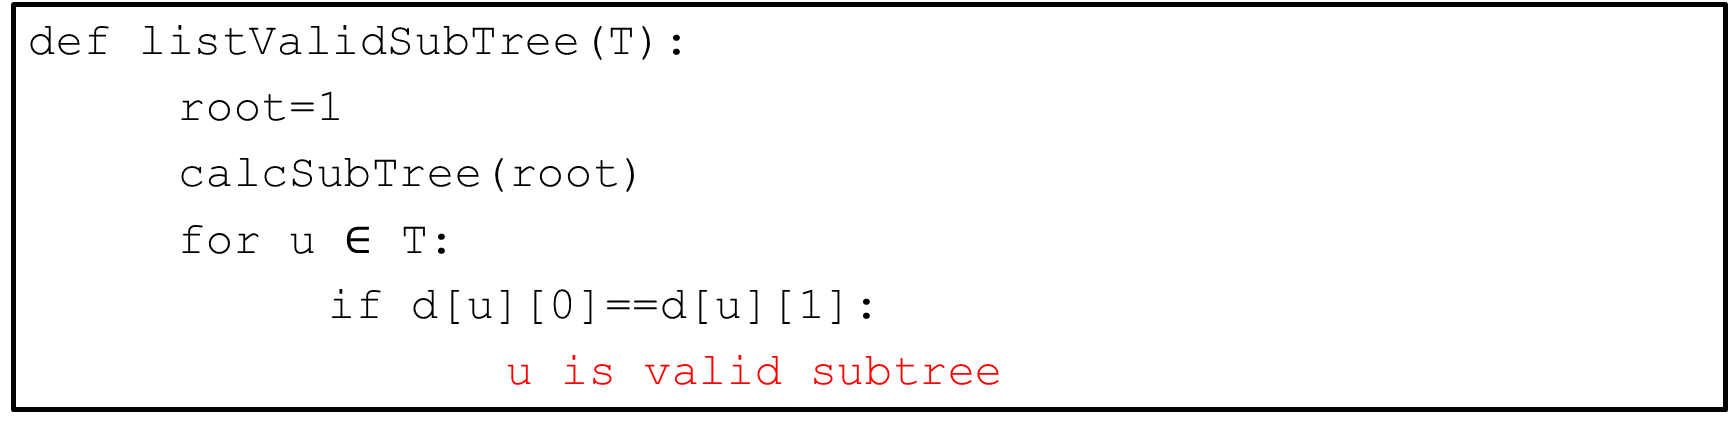 def listValidSubTree(T):
root=1
calcSubTree(root)
for u ∈ T:
if d[u][0]==d[u][1]:
u is valid subtree